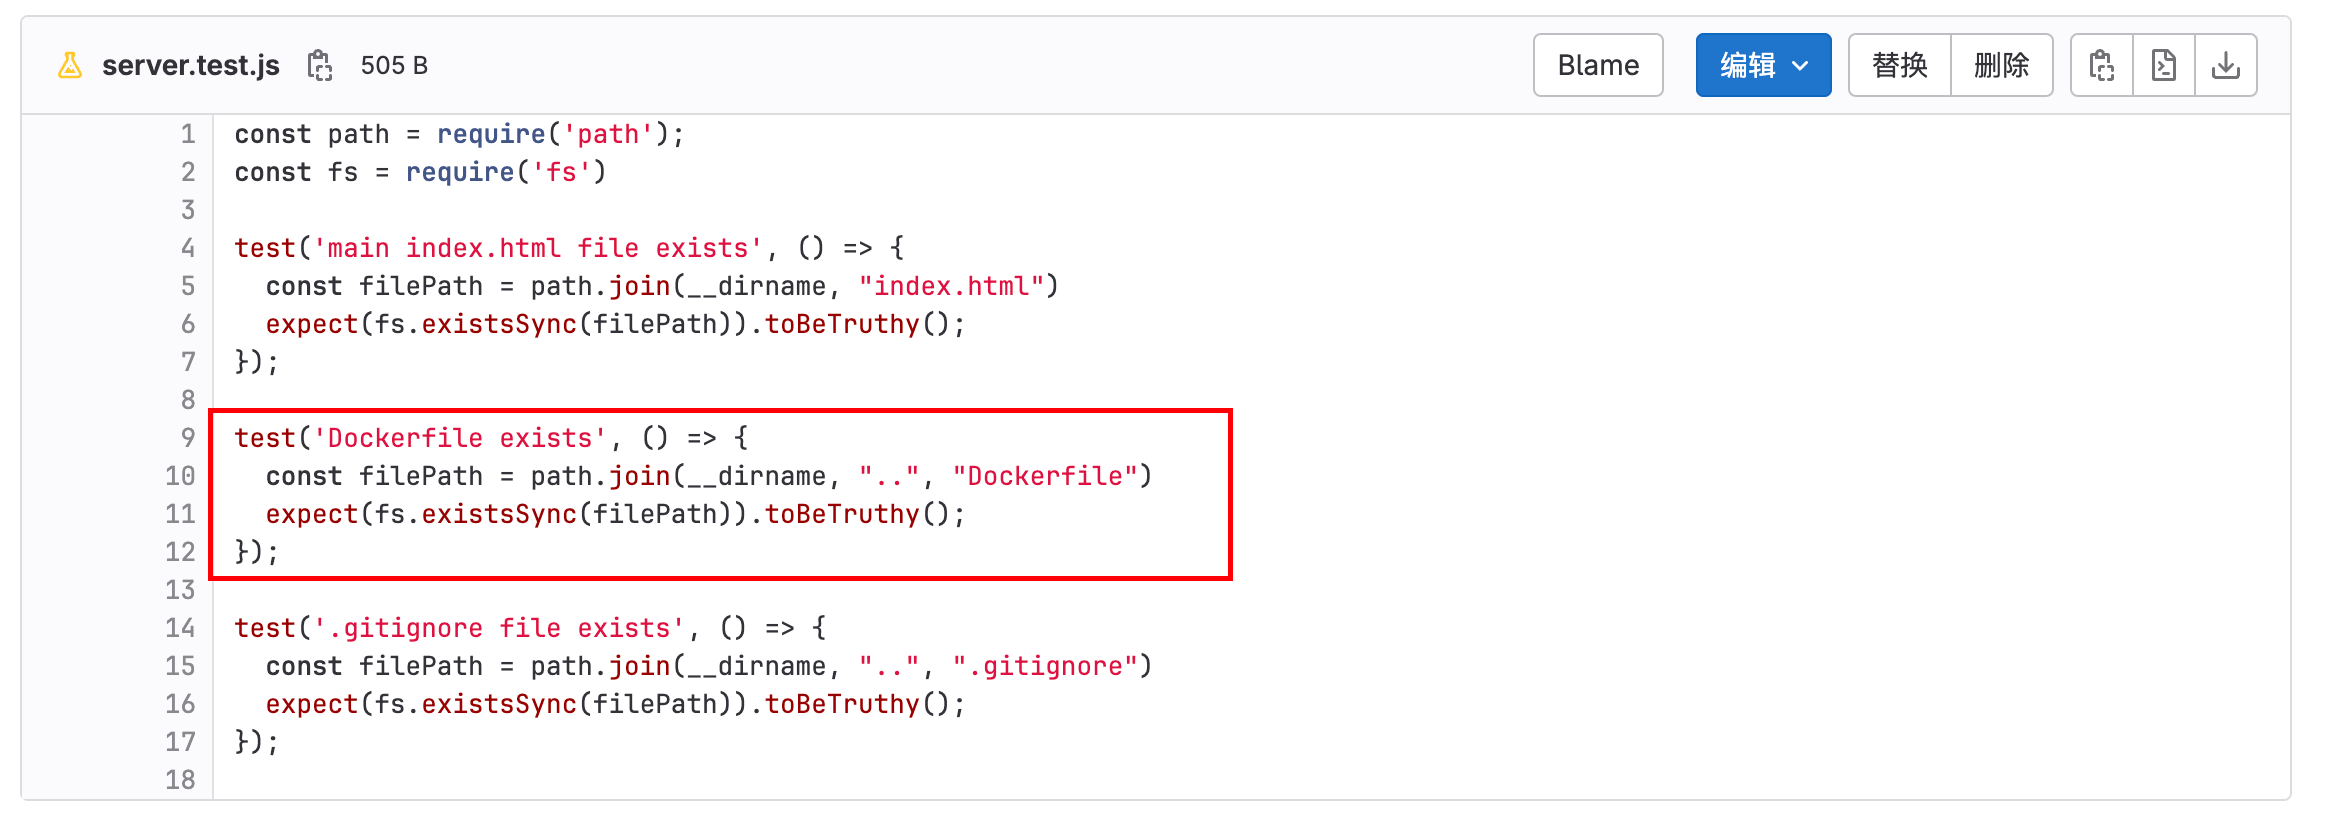 server.test.js 505 B Blame 编辑 替换 删除
1 const path = require('path');
2 const fs = require('fs')
3
4 test('main index.html file exists', () => {
5   const filePath = path.join(__dirname, "index.html")
6   expect(fs.existsSync(filePath)).toBeTruthy();
7 });
8
9 test('Dockerfile exists', () => {
10   const filePath = path.join(__dirname, "..", "Dockerfile")
11   expect(fs.existsSync(filePath)).toBeTruthy();
12 });
13
14 test('.gitignore file exists', () => {
15   const filePath = path.join(__dirname, "..", ".gitignore")
16   expect(fs.existsSync(filePath)).toBeTruthy();
17 });
18